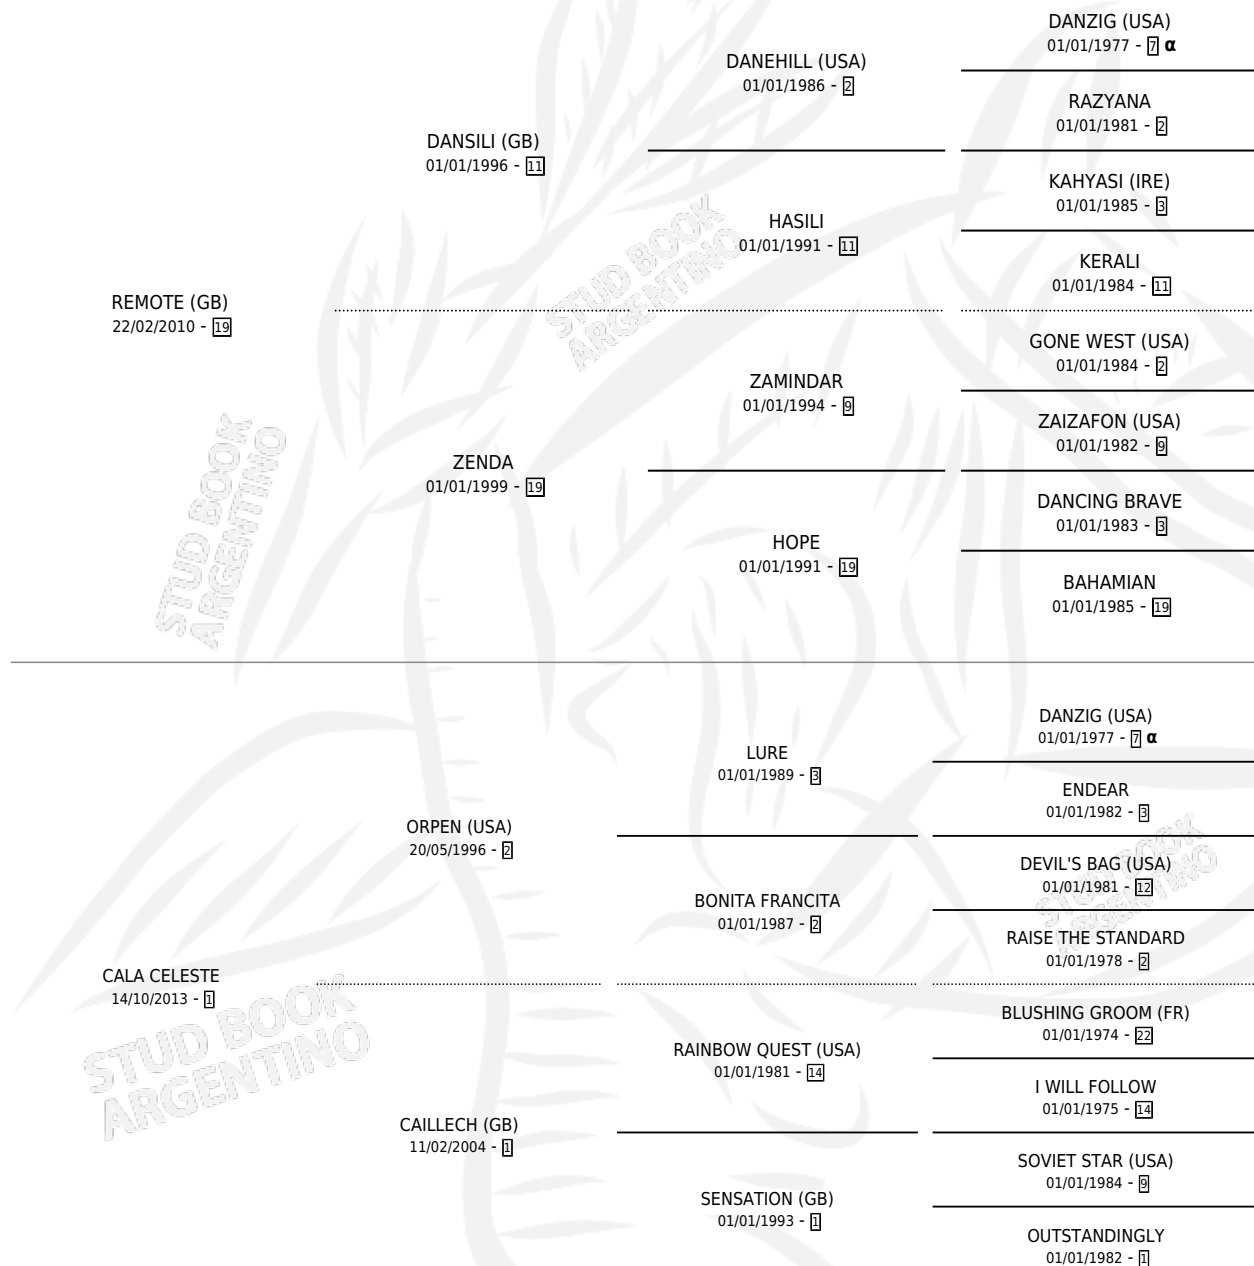 DANZIG (USA)
01/01/1977 - 7 α
DANEHILL (USA)
01/01/1986 - 2
RAZYANA
01/01/1981 - 2
DANSILI (GB)
01/01/1996 - 11
KAHYASI (IRE)
01/01/1985 - 3
HASILI
01/01/1991 - 11
KERALI
01/01/1984 - 11
REMOTE (GB)
22/02/2010 - 19
GONE WEST (USA)
01/01/1984 - 2
ZAMINDAR
01/01/1994 - 9
ZAIZAFON (USA)
01/01/1982 - 9
ZENDA
01/01/1999 - 19
DANCING BRAVE
01/01/1983 - 3
HOPE
01/01/1991 - 19
BAHAMIAN
01/01/1985 - 19
DANZIG (USA)
01/01/1977 - 7 α
LURE
01/01/1989 - 3
ENDEAR
01/01/1982 - 3
ORPEN (USA)
20/05/1996 - 2
DEVIL'S BAG (USA)
01/01/1981 - 12
BONITA FRANCITA
01/01/1987 - 2
RAISE THE STANDARD
01/01/1978 - 2
CALA CELESTE
14/10/2013 - 1
BLUSHING GROOM (FR)
01/01/1974 - 22
RAINBOW QUEST (USA)
01/01/1981 - 14
I WILL FOLLOW
01/01/1975 - 14
CAILLECH (GB)
11/02/2004 - 1
SOVIET STAR (USA)
01/01/1984 - 9
SENSATION (GB)
01/01/1993 - 1
OUTSTANDINGLY
01/01/1982 - 1
STUD BOOK
ARGENTINO
STUD BOOK
ARGENTINO
STUD BOOK
ARGENTINO
STUD BOOK
ARGENTINO